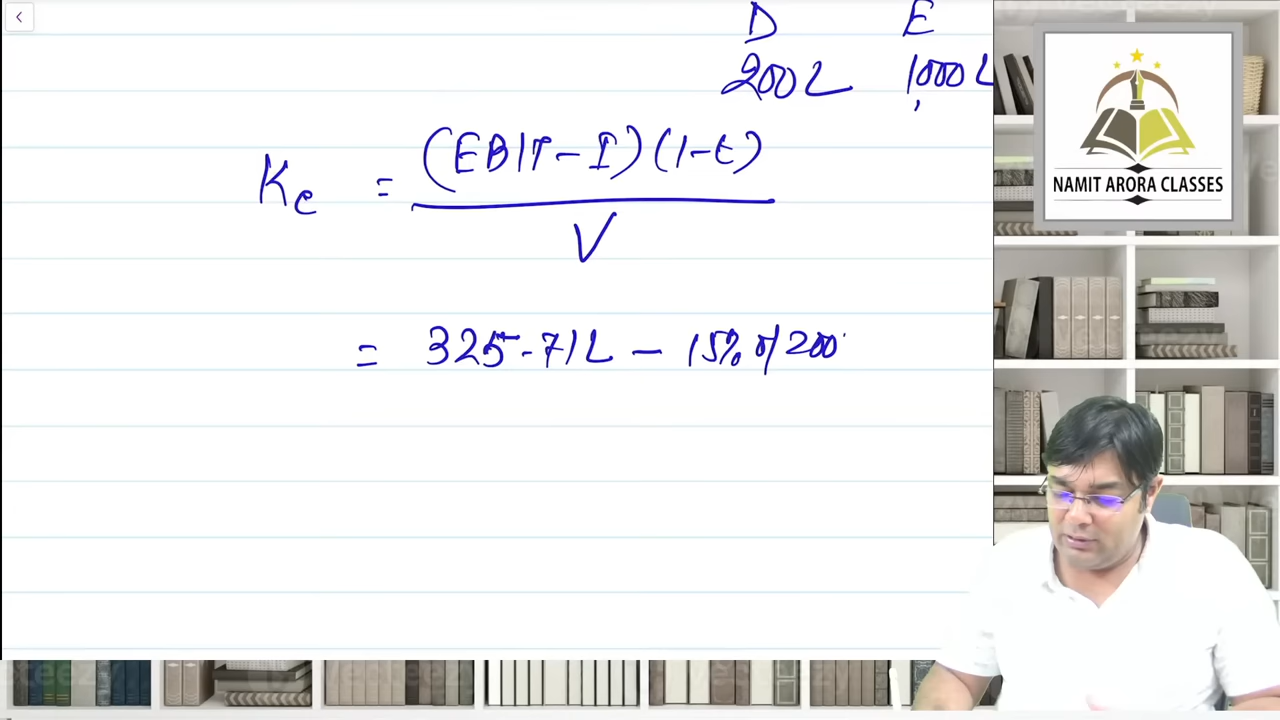 D E
200L 1000L
Ke = (EBIT - I) (1-t)
V
= 325.71L - 15% of 200
NAMIT ARORA CLASSES